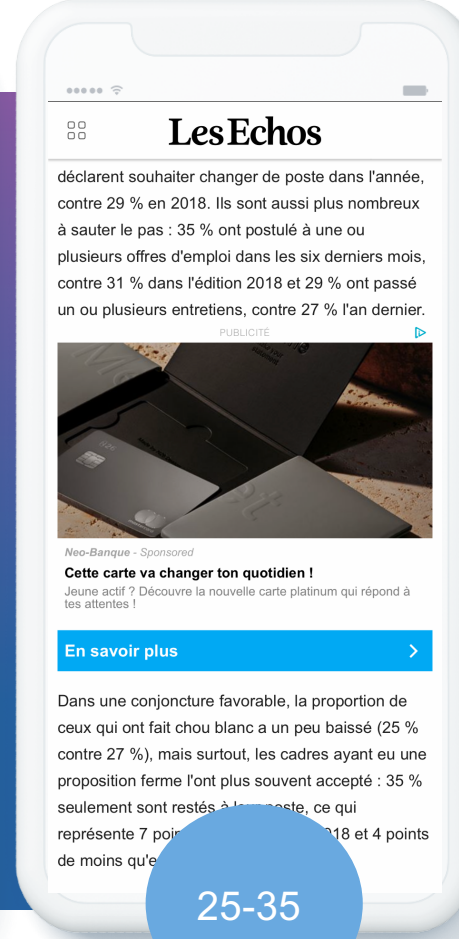 Les Echos
déclarent souhaiter changer de poste dans l'année,
contre 29 % en 2018. Ils sont aussi plus nombreux
à sauter le pas : 35 % ont postulé à une ou
plusieurs offres d'emploi dans les six derniers mois,
contre 31 % dans l'édition 2018 et 29 % ont passé
un ou plusieurs entretiens, contre 27 % l'an dernier.
PUBLICITÉ
Neo-Banque - Sponsored
Cette carte va changer ton quotidien !
Jeune actif ? Découvre la nouvelle carte platinum qui répond à
tes attentes !
En savoir plus
Dans une conjoncture favorable, la proportion de
ceux qui ont fait chou blanc a un peu baissé (25 %
contre 27 %), mais surtout, les cadres ayant eu une
proposition ferme l'ont plus souvent accepté : 35 %
seulement sont restés à poste, ce qui
représente 7 18 et 4 points
de moins
25-35